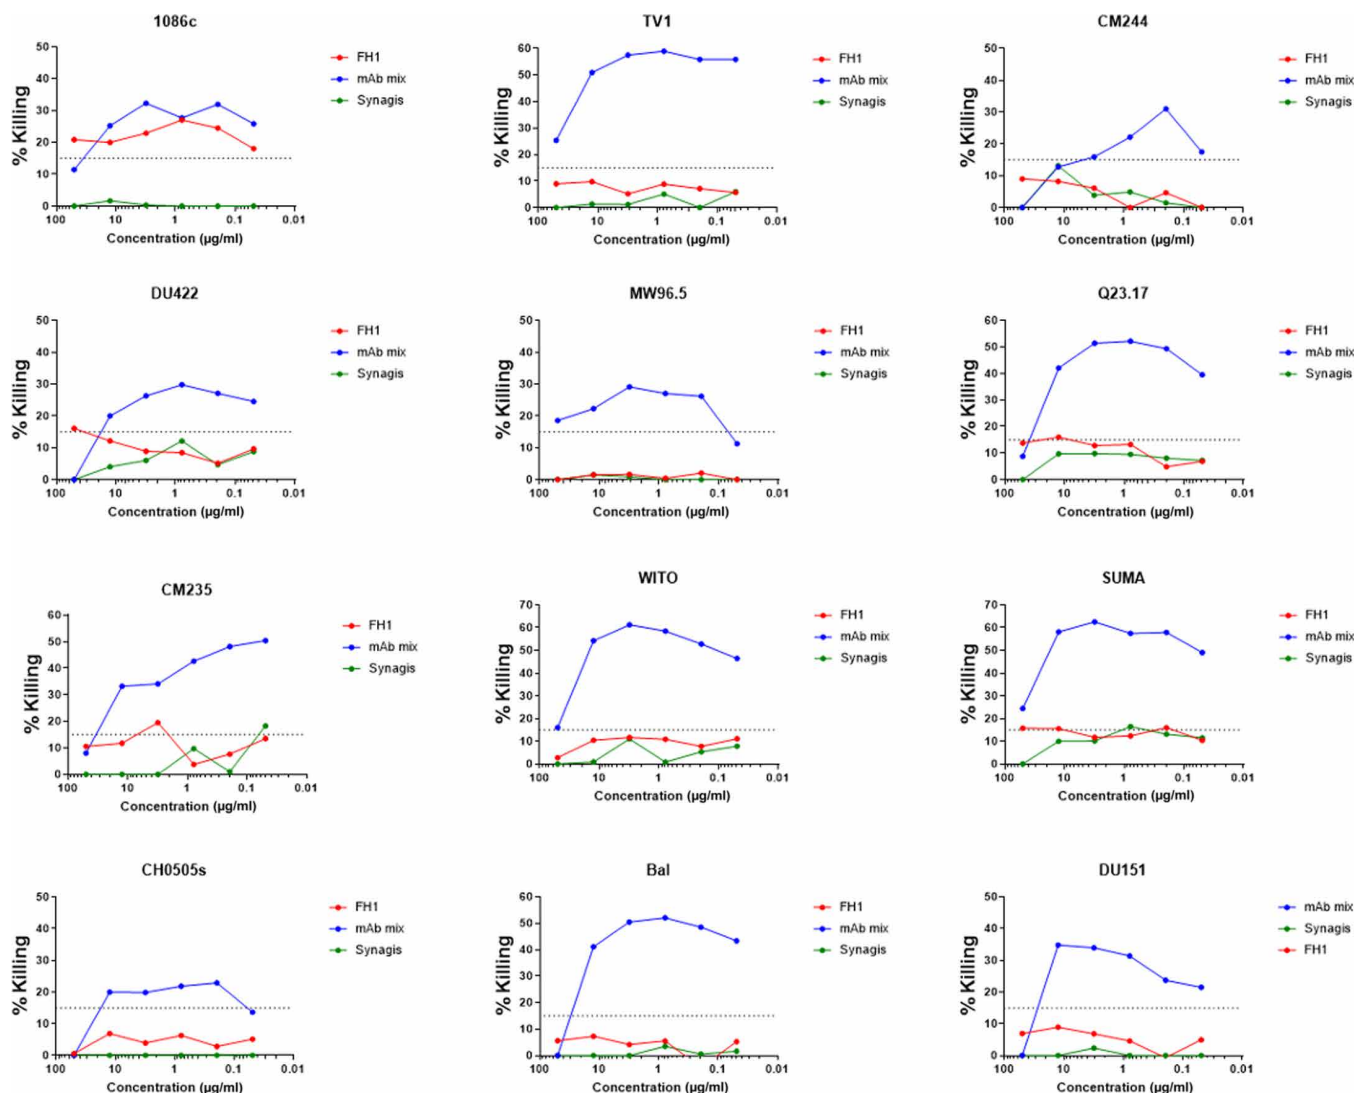 1086c
50
40
30
20
10
0
% Killing
100 10 1 0.1 0.01
Concentration (µg/ml)
FH1
mAb mix
Synagis
TV1
60
50
40
30
20
10
0
% Killing
100 10 1 0.1 0.01
Concentration (µg/ml)
FH1
mAb mix
Synagis
CM244
50
40
30
20
10
0
% Killing
100 10 1 0.1 0.01
Concentration (µg/ml)
FH1
mAb mix
Synagis
DU422
50
40
30
20
10
0
% Killing
100 10 1 0.1 0.01
Concentration (µg/ml)
FH1
mAb mix
Synagis
MW96.5
50
40
30
20
10
0
% Killing
100 10 1 0.1 0.01
Concentration (µg/ml)
FH1
mAb mix
Synagis
Q23.17
60
50
40
30
20
10
0
% Killing
100 10 1 0.1 0.01
Concentration (µg/ml)
FH1
mAb mix
Synagis
CM235
60
50
40
30
20
10
0
% Killing
100 10 1 0.1 0.01
Concentration (µg/ml)
FH1
mAb mix
Synagis
WITO
70
60
50
40
30
20
10
0
% Killing
100 10 1 0.1 0.01
Concentration (µg/ml)
FH1
mAb mix
Synagis
SUMA
70
60
50
40
30
20
10
0
% Killing
100 10 1 0.1 0.01
Concentration (µg/ml)
FH1
mAb mix
Synagis
CH0505s
50
40
30
20
10
0
% Killing
100 10 1 0.1 0.01
Concentration (µg/ml)
FH1
mAb mix
Synagis
Bal
60
50
40
30
20
10
0
% Killing
100 10 1 0.1 0.01
Concentration (µg/ml)
FH1
mAb mix
Synagis
DU151
50
40
30
20
10
0
% Killing
100 10 1 0.1 0.01
Concentration (µg/ml)
mAb mix
Synagis
FH1